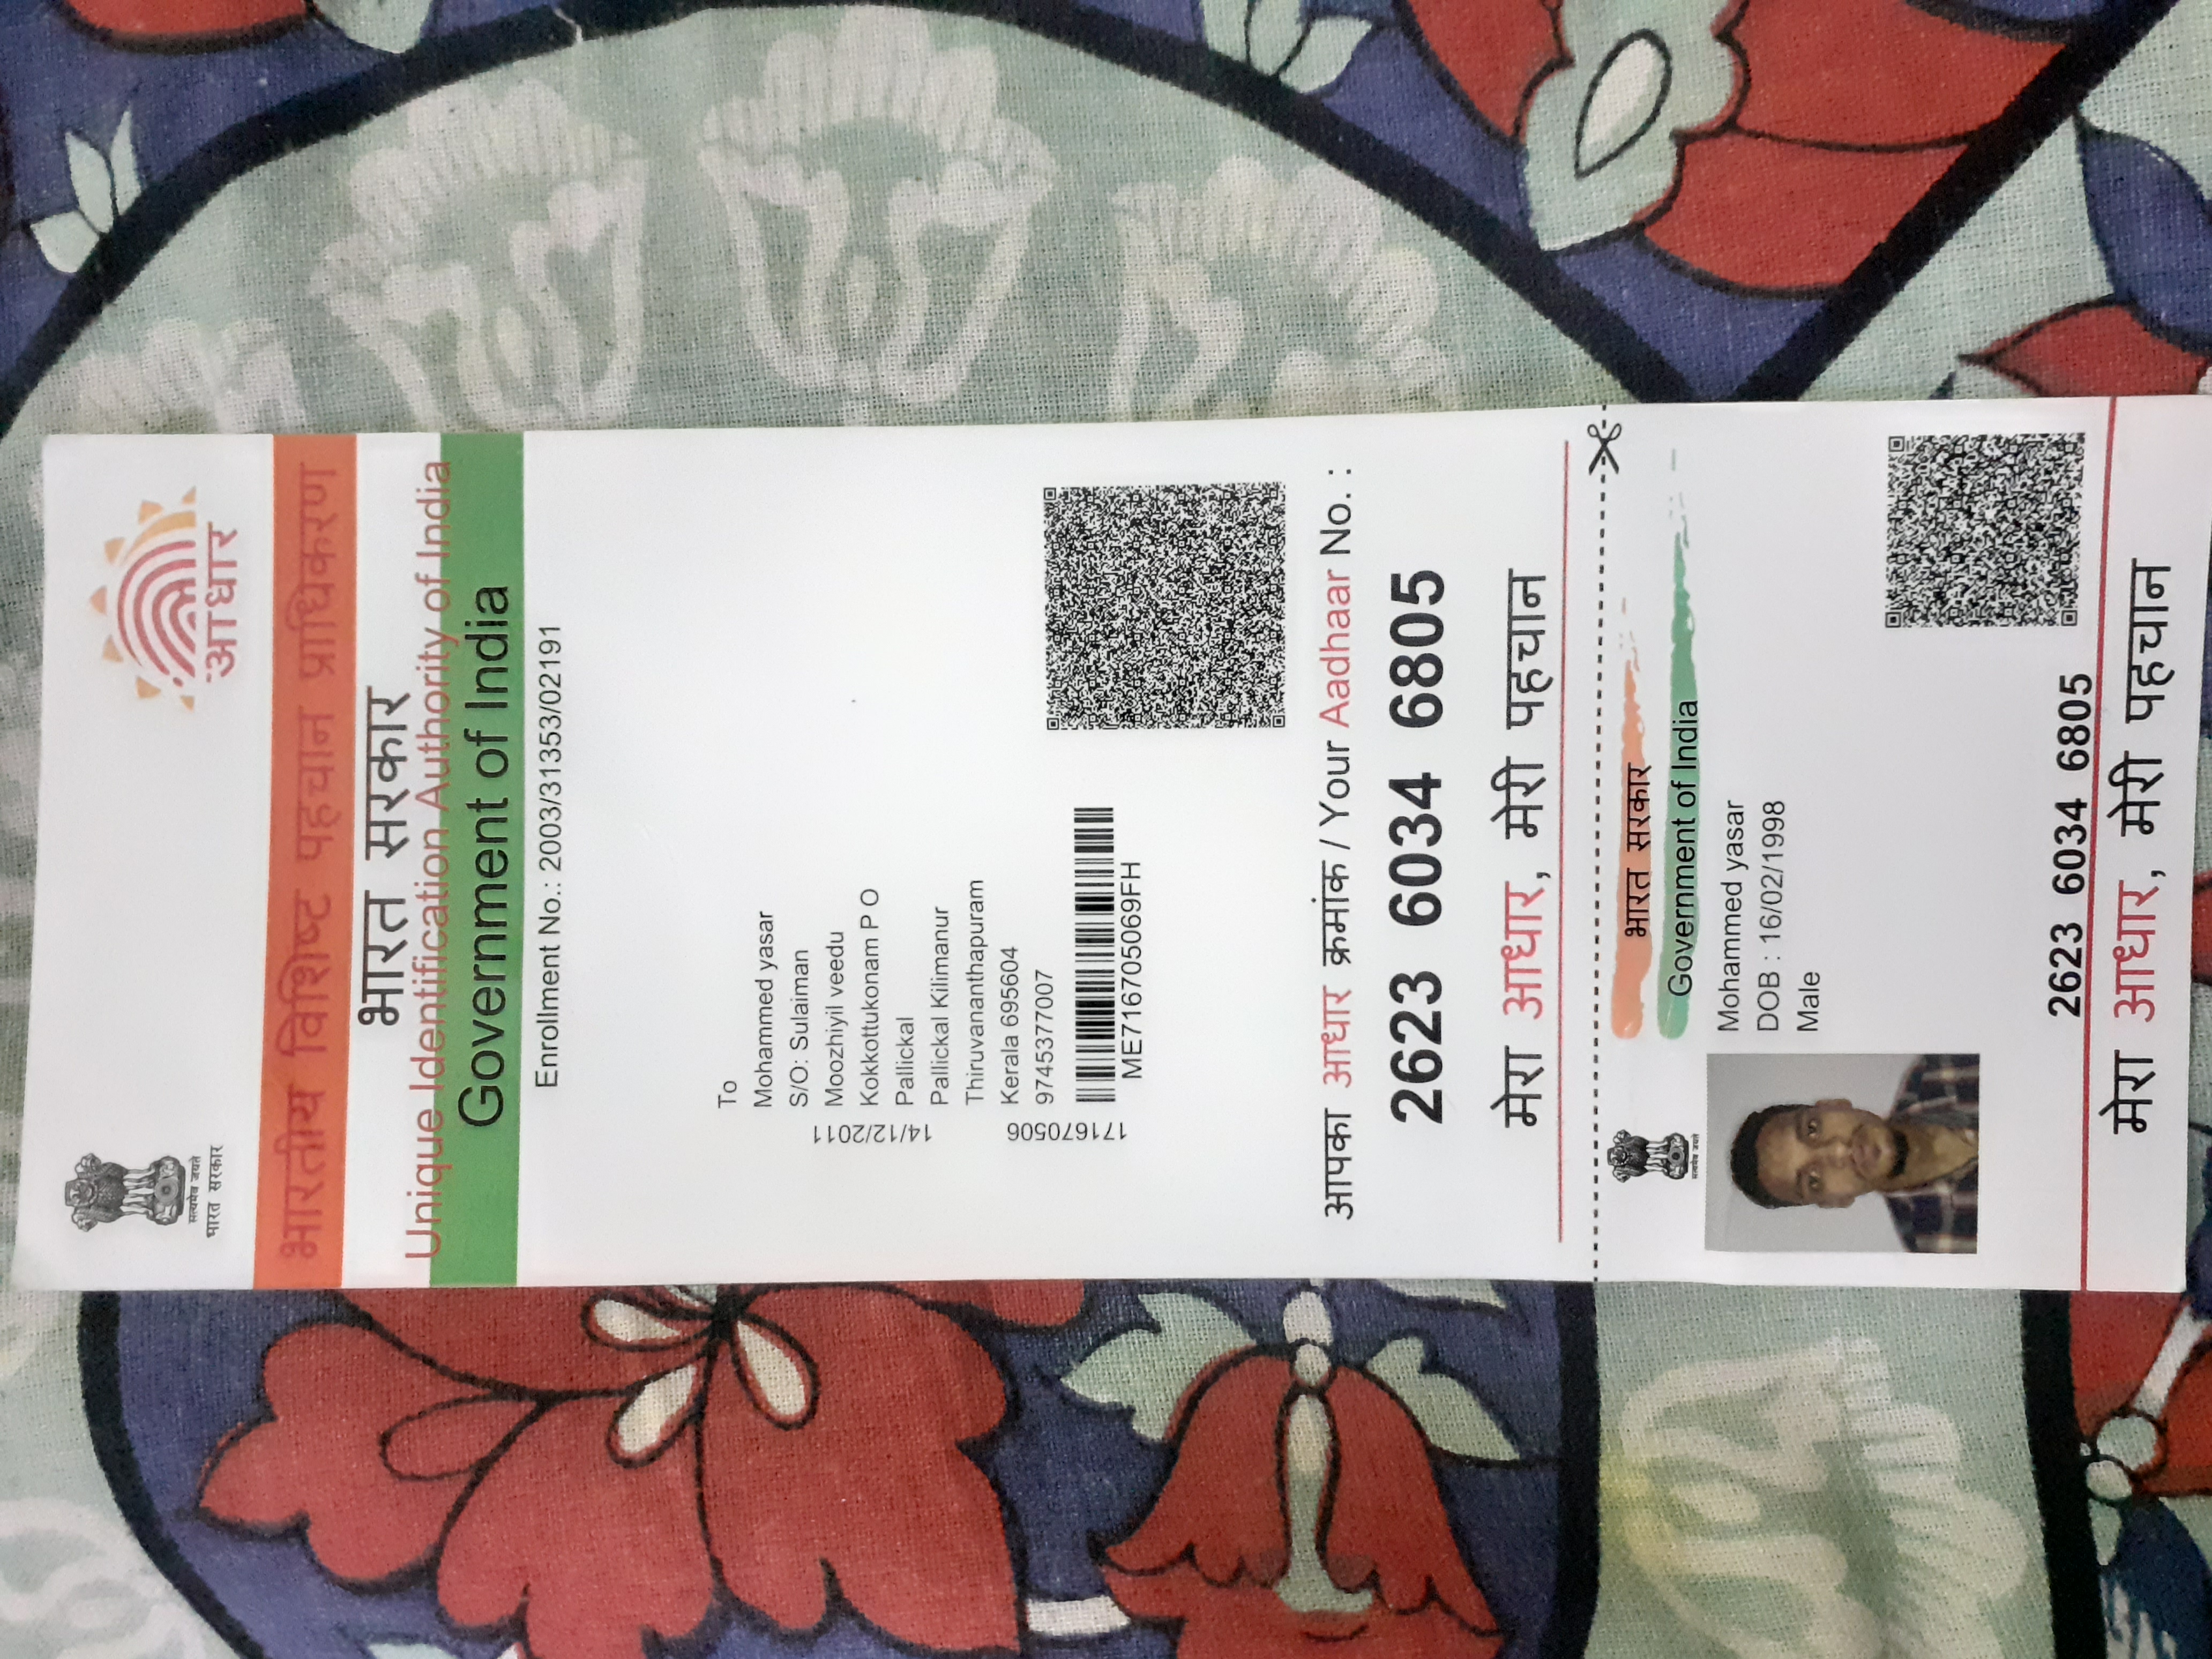 सत्यमेव जयते
भारत सरकार
आधार
भारतीय विशिष्ट पहचान प्राधिकरण
भारत सरकार
Unique Identification Authority of India
Government of India
Enrollment No.: 2003/31353/02191
To
Mohammed yasar
S/O: Sulaiman
Moozhiyil veedu
Kokkottukonam P O
Pallickal
Pallickal Kilimanur
Thiruvananthapuram
Kerala 695604
9745377007
14/12/2011
171670506
ME716705069FH
आपका आधार क्रमांक / Your Aadhaar No. :
2623 6034 6805
मेरा आधार, मेरी पहचान
सत्यमेव जयते
भारत सरकार
Government of India
Mohammed yasar
DOB : 16/02/1998
Male
2623 6034 6805
मेरा आधार, मेरी पहचान